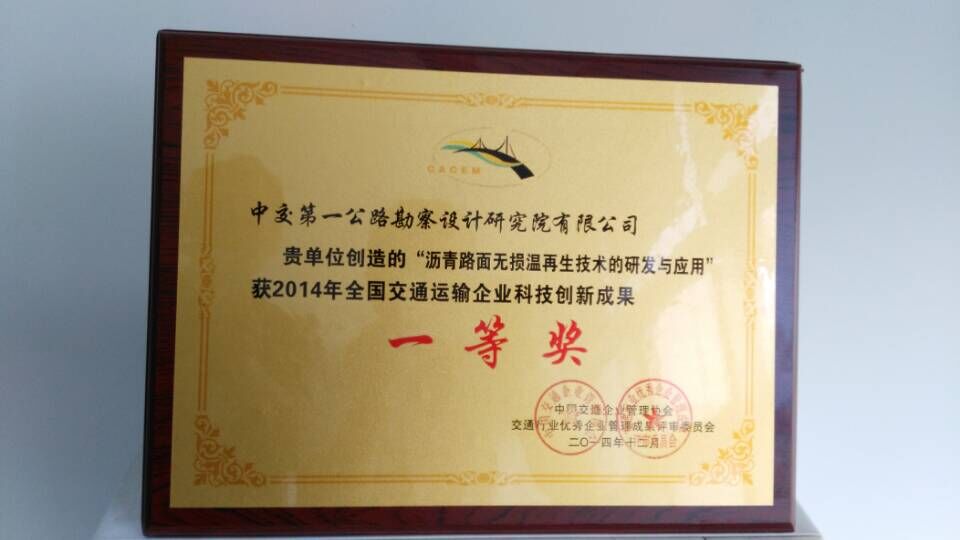 CACEM
中交第一公路勘察设计研究院有限公司
贵单位创造的“沥青路面无损温再生技术的研发与应用”
获2014年全国交通运输企业科技创新成果
一等奖
中国交通企业管理协会
交通行业优秀企业管理成果评审委员会
二〇一四年十二月